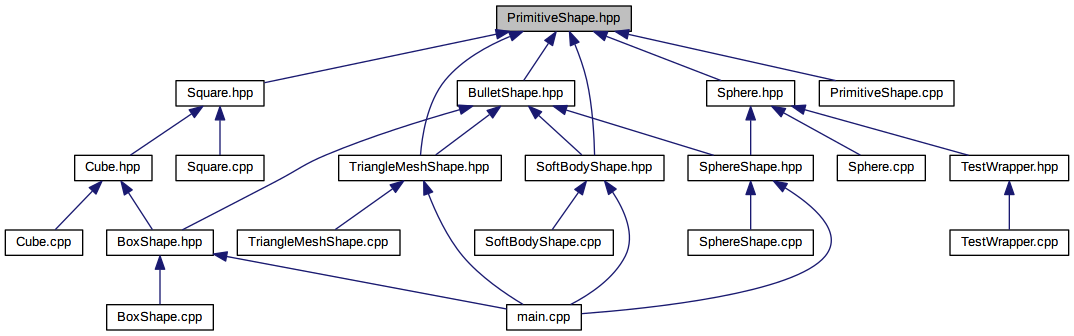 PrimitiveShape.hpp
Square.hpp
BulletShape.hpp
Sphere.hpp
PrimitiveShape.cpp
Cube.hpp
Square.cpp
TriangleMeshShape.hpp
SoftBodyShape.hpp
SphereShape.hpp
Sphere.cpp
TestWrapper.hpp
Cube.cpp
BoxShape.hpp
TriangleMeshShape.cpp
SoftBodyShape.cpp
SphereShape.cpp
TestWrapper.cpp
BoxShape.cpp
main.cpp